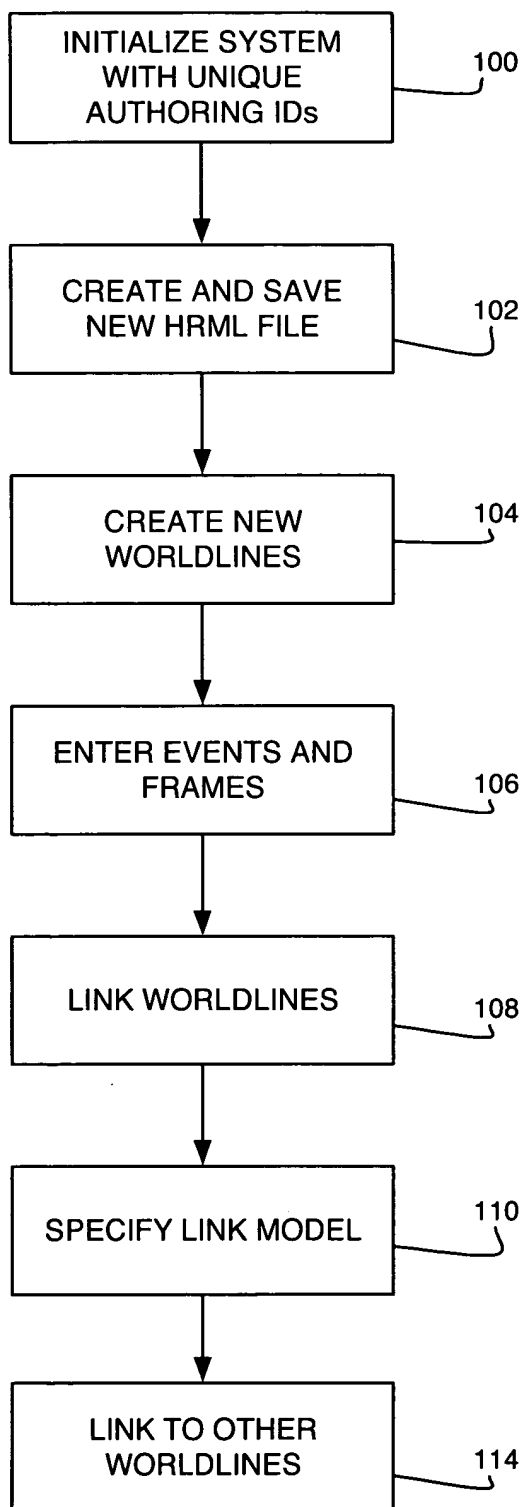 INITIALIZE SYSTEM
WITH UNIQUE
AUTHORING IDs
100
CREATE AND SAVE
NEW HRML FILE
102
CREATE NEW
WORLDLINES
104
ENTER EVENTS AND
FRAMES
106
LINK WORLDLINES
108
SPECIFY LINK MODEL
110
LINK TO OTHER
WORLDLINES
114